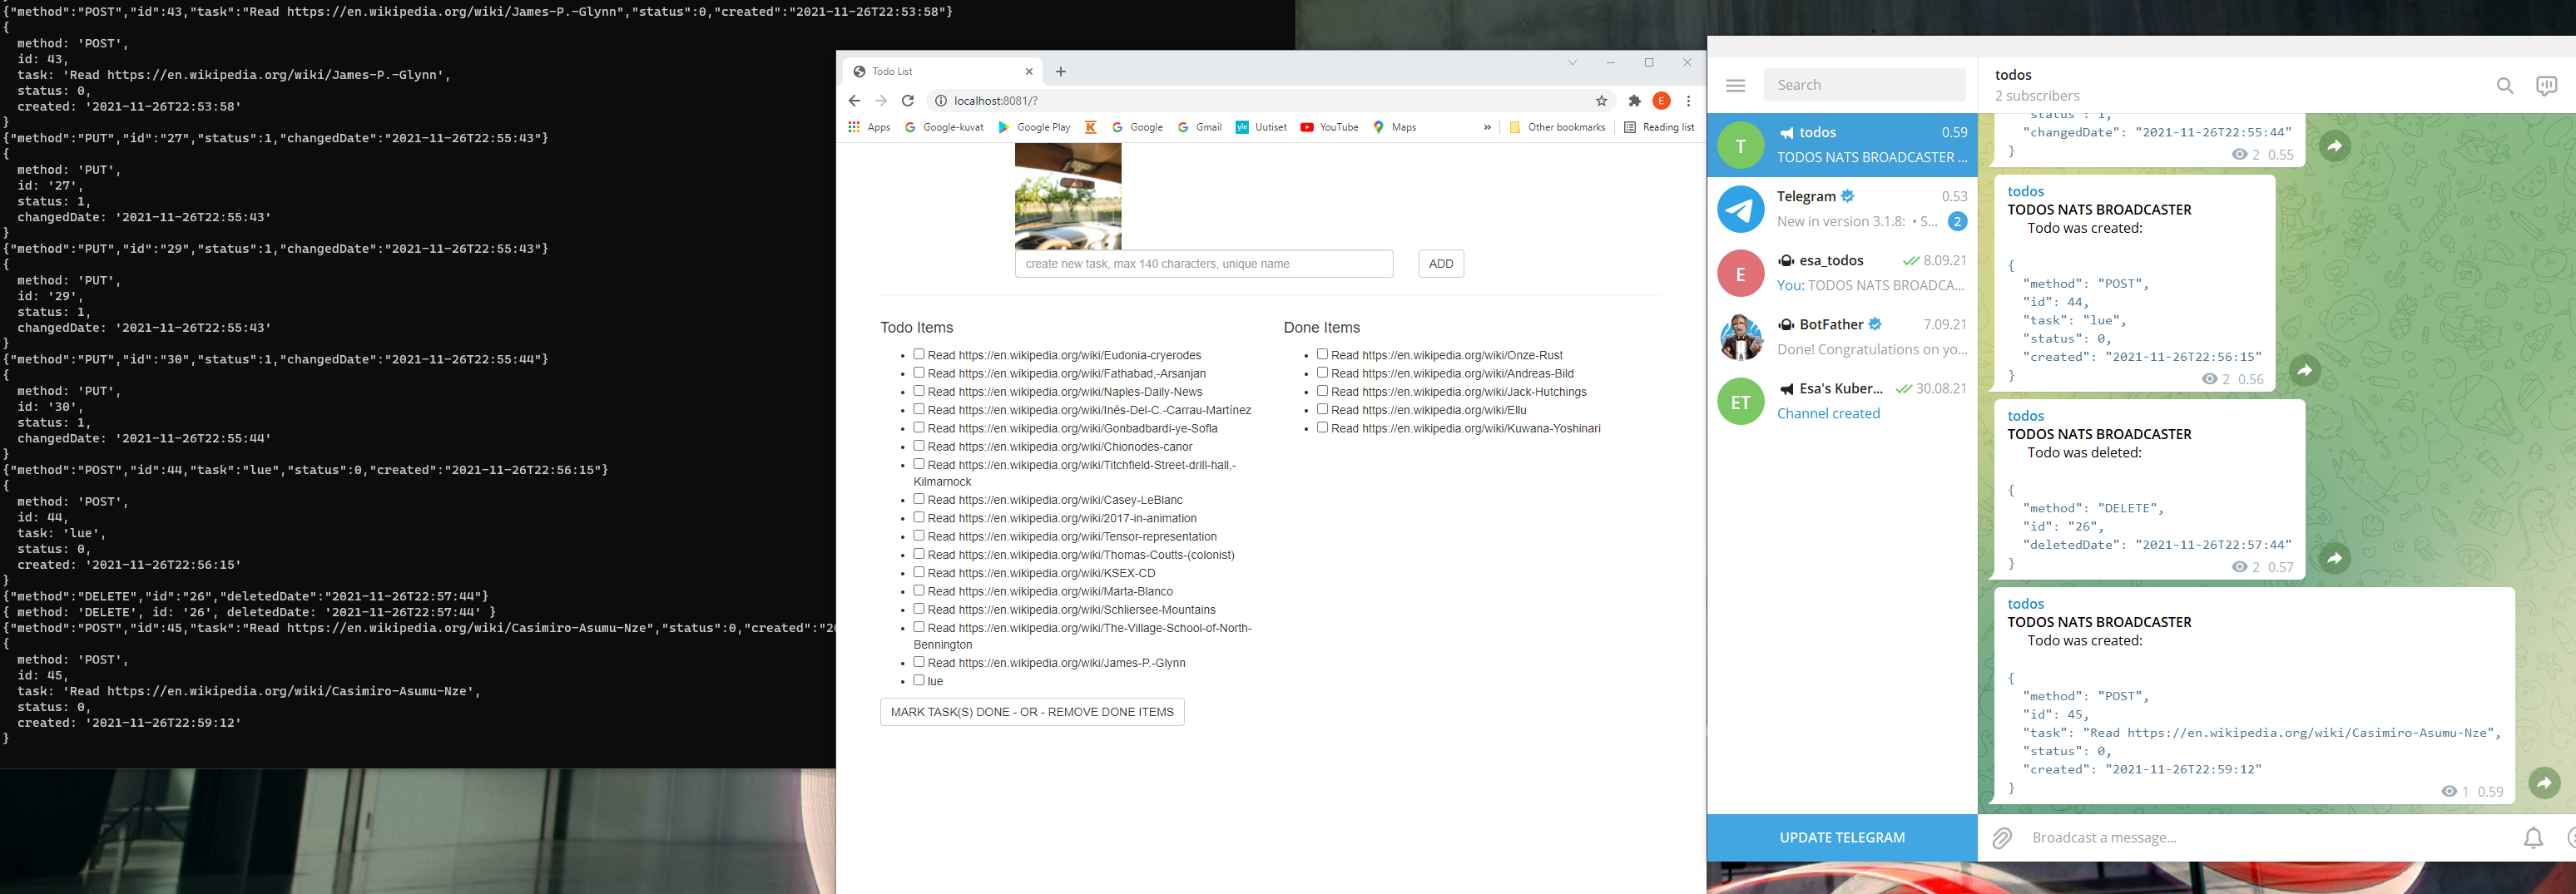 {"method":"POST","id":43,"task":"Read https://en.wikipedia.org/wiki/James-P.-Glynn","status":0,"created":"2021-11-26T22:53:58"}
{
method: 'POST',
id: 43,
task: 'Read https://en.wikipedia.org/wiki/James-P.-Glynn',
status: 0,
created: '2021-11-26T22:53:58'
}
{"method":"PUT","id":"27","status":1,"changedDate":"2021-11-26T22:55:43"}
{
method: 'PUT',
id: '27',
status: 1,
changedDate: '2021-11-26T22:55:43'
}
{"method":"PUT","id":"29","status":1,"changedDate":"2021-11-26T22:55:43"}
{
method: 'PUT',
id: '29',
status: 1,
changedDate: '2021-11-26T22:55:43'
}
{"method":"PUT","id":"30","status":1,"changedDate":"2021-11-26T22:55:44"}
{
method: 'PUT',
id: '30',
status: 1,
changedDate: '2021-11-26T22:55:44'
}
{"method":"POST","id":44,"task":"lue","status":0,"created":"2021-11-26T22:56:15"}
{
method: 'POST',
id: 44,
task: 'lue',
status: 0,
created: '2021-11-26T22:56:15'
}
{"method":"DELETE","id":"26","deletedDate":"2021-11-26T22:57:44"}
{ method: 'DELETE', id: '26', deletedDate: '2021-11-26T22:57:44' }
{"method":"POST","id":45,"task":"Read https://en.wikipedia.org/wiki/Casimiro-Asumu-Nze","status":0,"created":"20
{
method: 'POST',
id: 45,
task: 'Read https://en.wikipedia.org/wiki/Casimiro-Asumu-Nze',
status: 0,
created: '2021-11-26T22:59:12'
}
Todo List
localhost:8081/?
E
Apps Google-kuvat Google Play K Google Gmail yle Uutiset YouTube Maps » Other bookmarks Reading list
create new task, max 140 characters, unique name
ADD
Todo Items
Read https://en.wikipedia.org/wiki/Eudonia-cryerodes
Read https://en.wikipedia.org/wiki/Fathabad,-Arsanjan
Read https://en.wikipedia.org/wiki/Naples-Daily-News
Read https://en.wikipedia.org/wiki/Inés-Del-C.-Carrau-Martínez
Read https://en.wikipedia.org/wiki/Gonbadbardi-ye-Sofla
Read https://en.wikipedia.org/wiki/Chionodes-canor
Read https://en.wikipedia.org/wiki/Titchfield-Street-drill-hall,-
Kilmarnock
Read https://en.wikipedia.org/wiki/Casey-LeBlanc
Read https://en.wikipedia.org/wiki/2017-in-animation
Read https://en.wikipedia.org/wiki/Tensor-representation
Read https://en.wikipedia.org/wiki/Thomas-Coutts-(colonist)
Read https://en.wikipedia.org/wiki/KSEX-CD
Read https://en.wikipedia.org/wiki/Marta-Blanco
Read https://en.wikipedia.org/wiki/Schliersee-Mountains
Read https://en.wikipedia.org/wiki/The-Village-School-of-North-
Bennington
Read https://en.wikipedia.org/wiki/James-P.-Glynn
lue
MARK TASK(S) DONE - OR - REMOVE DONE ITEMS
Done Items
Read https://en.wikipedia.org/wiki/Onze-Rust
Read https://en.wikipedia.org/wiki/Andreas-Bild
Read https://en.wikipedia.org/wiki/Jack-Hutchings
Read https://en.wikipedia.org/wiki/Ellu
Read https://en.wikipedia.org/wiki/Kuwana-Yoshinari
Search
T
todos 0.59
TODOS NATS BROADCASTER ...
Telegram 0.53
New in version 3.1.8: • S... 2
E
esa_todos 8.09.21
You: TODOS NATS BROADCA...
BotFather 7.09.21
Done! Congratulations on yo...
ET
Esa's Kuber... 30.08.21
Channel created
UPDATE TELEGRAM
todos
2 subscribers
"status": 1,
"changedDate": "2021-11-26T22:55:44"
}
2 0.55
todos
TODOS NATS BROADCASTER
Todo was created:
{
"method": "POST",
"id": 44,
"task": "lue",
"status": 0,
"created": "2021-11-26T22:56:15"
}
2 0.56
todos
TODOS NATS BROADCASTER
Todo was deleted:
{
"method": "DELETE",
"id": "26",
"deletedDate": "2021-11-26T22:57:44"
}
2 0.57
todos
TODOS NATS BROADCASTER
Todo was created:
{
"method": "POST",
"id": 45,
"task": "Read https://en.wikipedia.org/wiki/Casimiro-Asumu-Nze",
"status": 0,
"created": "2021-11-26T22:59:12"
}
1 0.59
Broadcast a message...